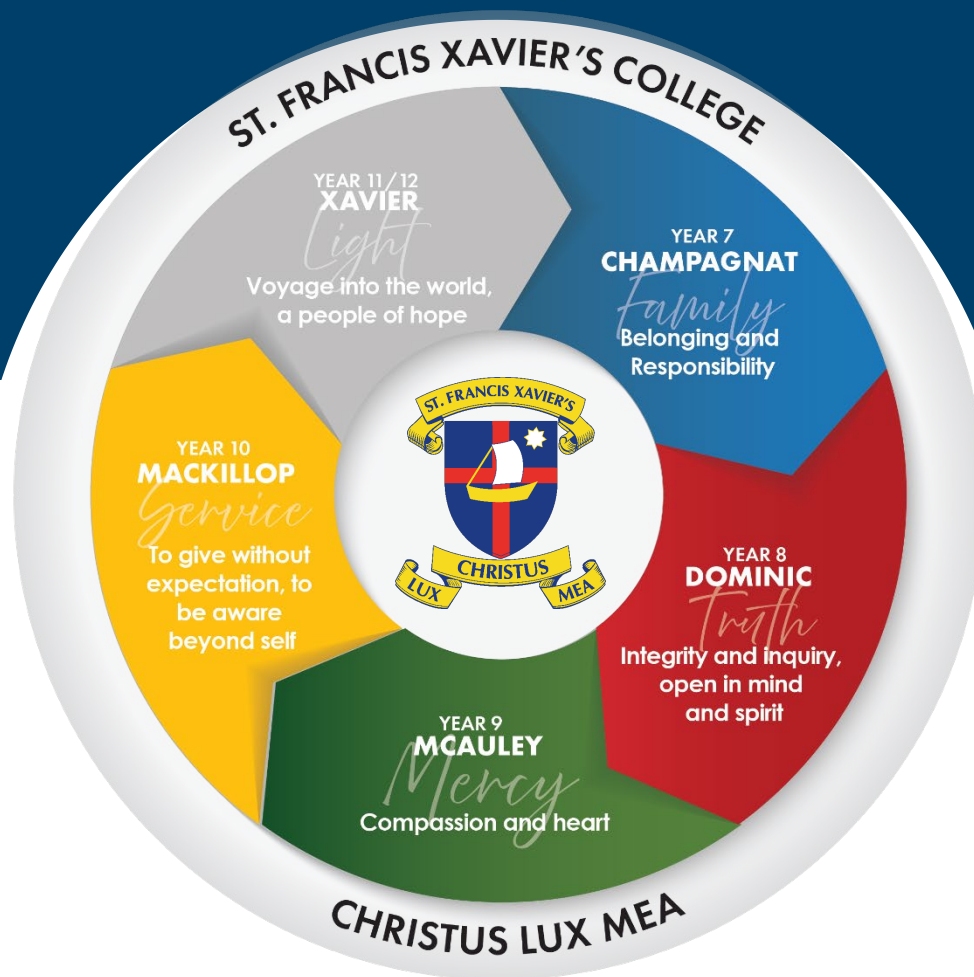 ST. FRANCIS XAVIER'S COLLEGE
YEAR 11/12
XAVIER
Light
Voyage into the world,
a people of hope
YEAR 7
CHAMPAGNAT
Family
Belonging and
Responsibility
YEAR 8
DOMINIC
Truth
Integrity and inquiry,
open in mind
and spirit
YEAR 9
MCAULEY
Mercy
Compassion and heart
YEAR 10
MACKILLOP
Service
To give without
expectation, to
be aware
beyond self
ST. FRANCIS XAVIER'S
LUX CHRISTUS MEA
CHRISTUS LUX MEA